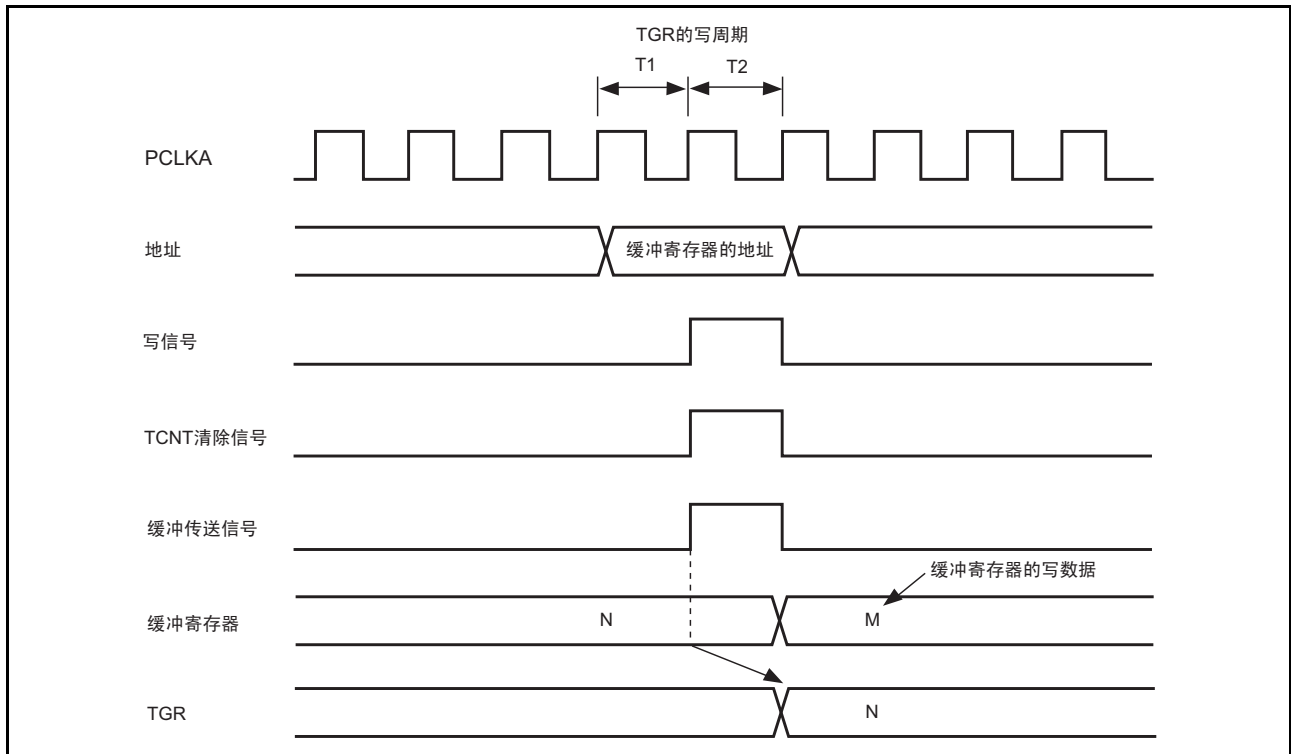 TGR的写周期
T1
T2
PCLKA
地址
缓冲寄存器的地址
写信号
TCNT清除信号
缓冲传送信号
缓冲寄存器的写数据
缓冲寄存器
N
M
TGR
N